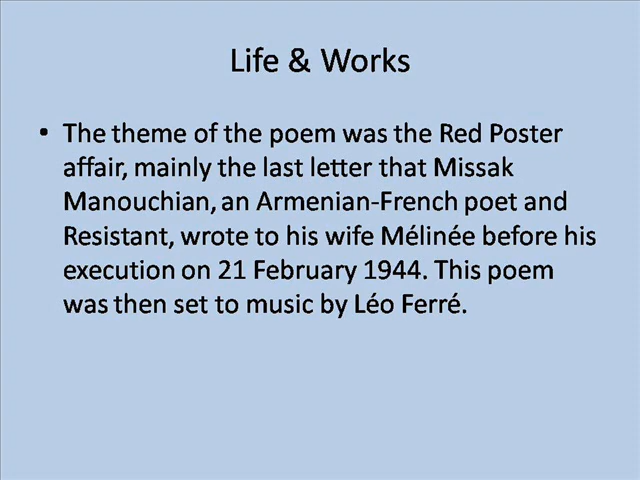 Life & Works
• The theme of the poem was the Red Poster
affair, mainly the last letter that Missak
Manouchian, an Armenian-French poet and
Resistant, wrote to his wife Mélinée before his
execution on 21 February 1944. This poem
was then set to music by Léo Ferré.